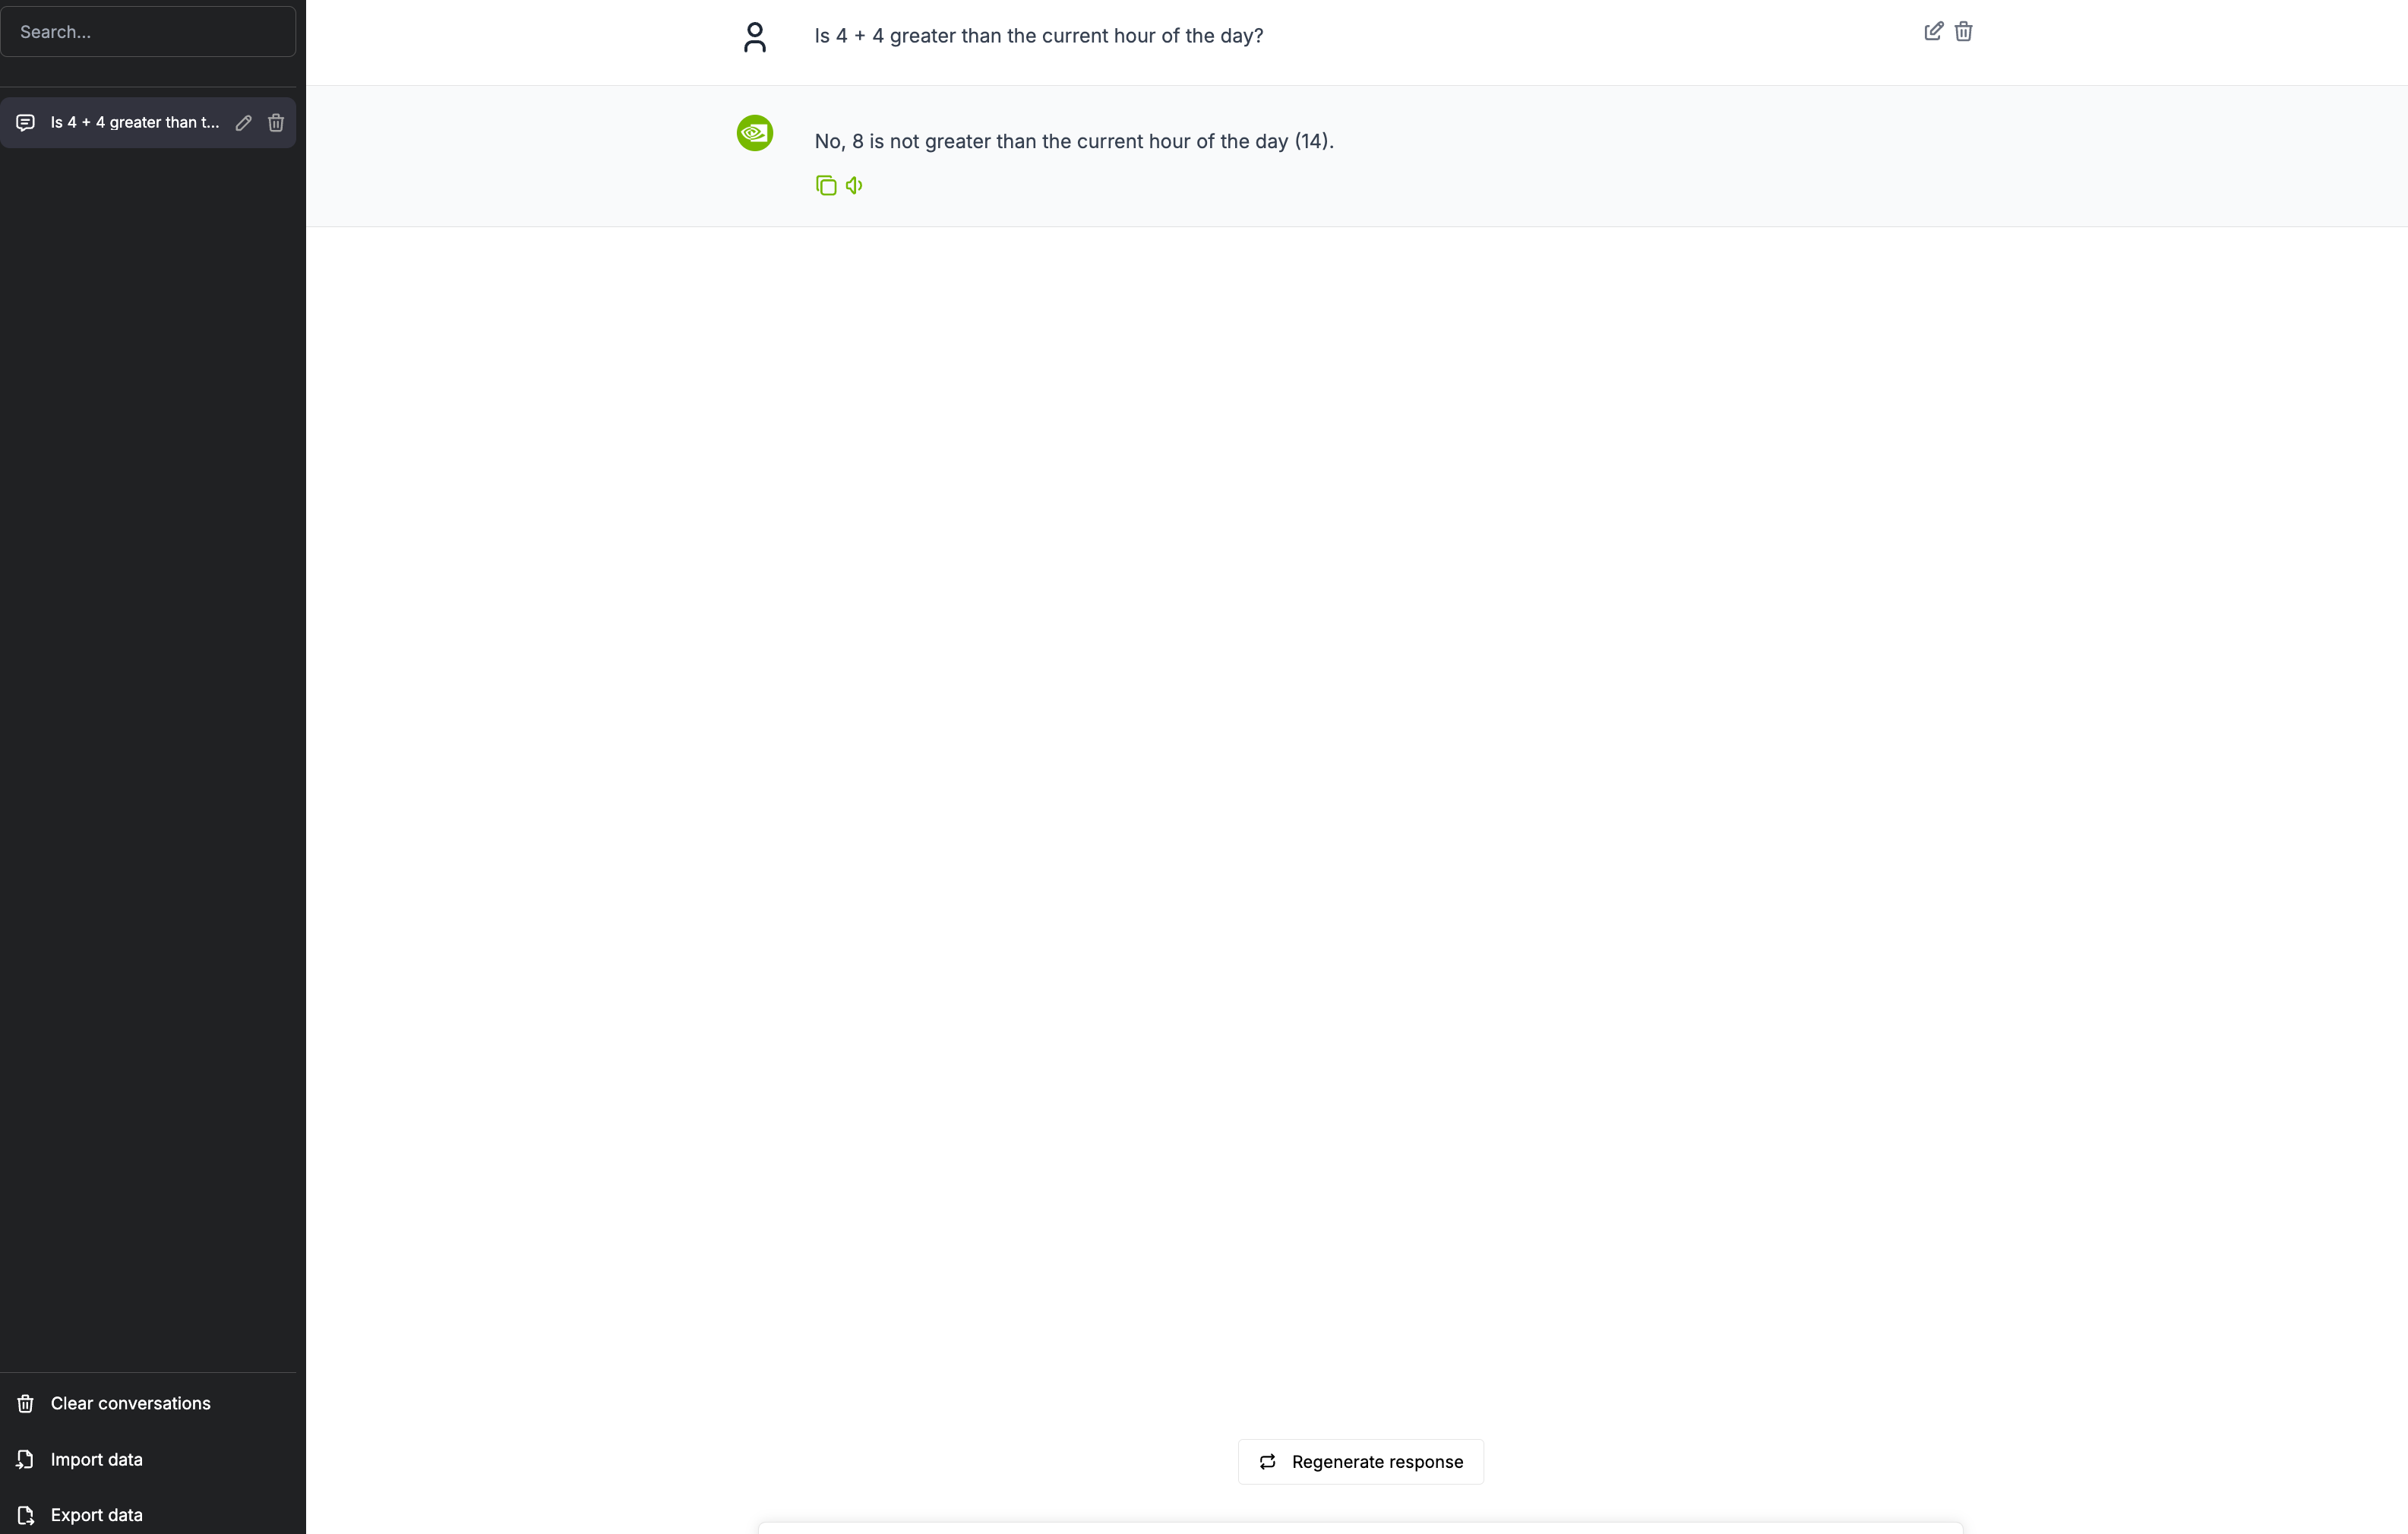 Search...
Is 4 + 4 greater than t...
Clear conversations
Import data
Export data
Is 4 + 4 greater than the current hour of the day?
No, 8 is not greater than the current hour of the day (14).
Regenerate response